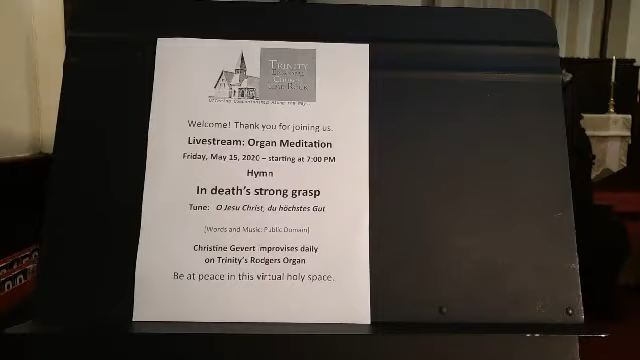 TRINITY
EPISCOPAL
CHURCH
LIME ROCK
Welcome! Thank you for joining us.
Livestream: Organ Meditation
Friday, May 15, 2020 – starting at 7:00 PM
Hymn
In death's strong grasp
Tune: O Jesu Christ, du höchstes Gut
[Words and Music: Public Domain]
Christine Gevert improvises daily
on Trinity's Rodgers Organ
Be at peace in this virtual holy space.